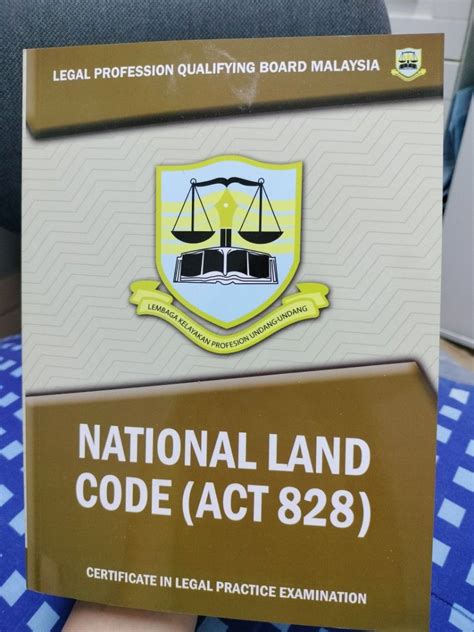 LEGAL PROFESSION QUALIFYING BOARD MALAYSIA
LEMBAGA KELAYAKAN PROFESION UNDANG-UNDANG
NATIONAL LAND
CODE (ACT 828)
CERTIFICATE IN LEGAL PRACTICE EXAMINATION